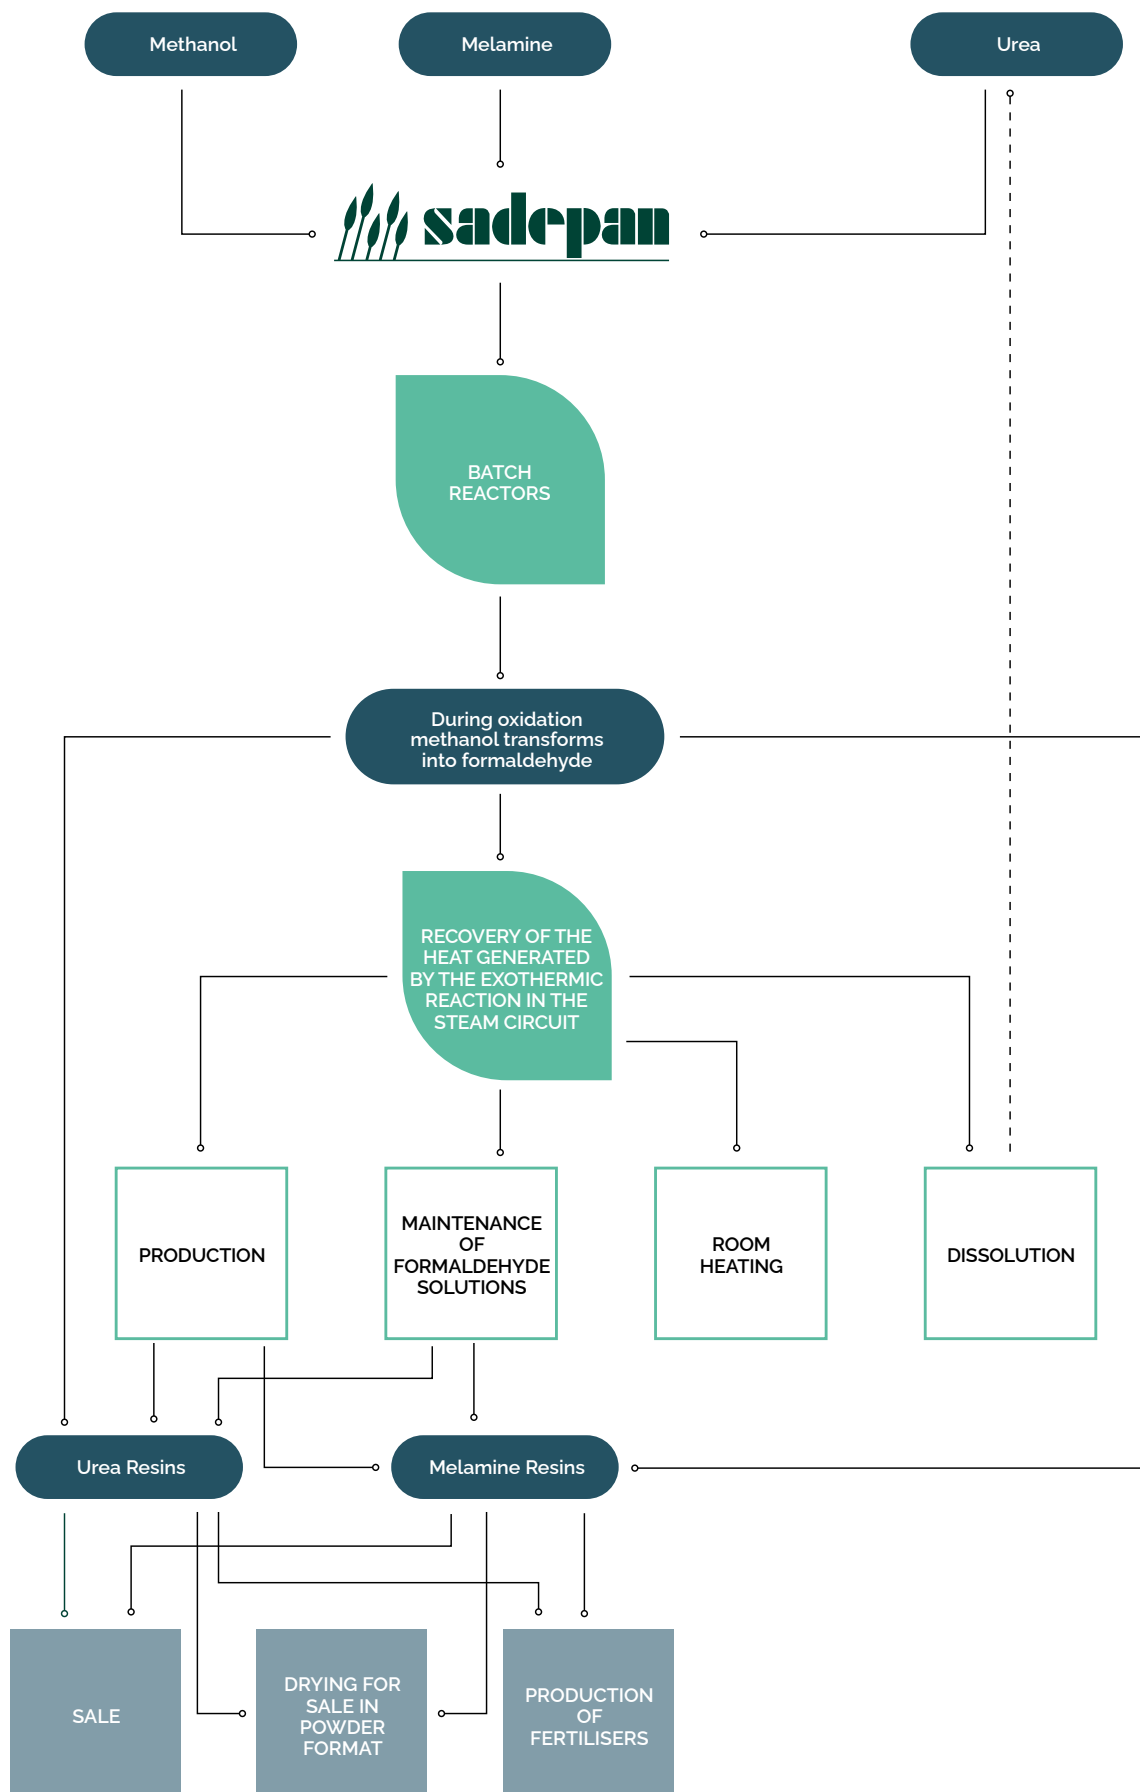 Methanol
Melamine
Urea
sadepan
BATCH
REACTORS
During oxidation
methanol transforms
into formaldehyde
RECOVERY OF THE
HEAT GENERATED
BY THE EXOTHERMIC
REACTION IN THE
STEAM CIRCUIT
PRODUCTION
MAINTENANCE
OF
FORMALDEHYDE
SOLUTIONS
ROOM
HEATING
DISSOLUTION
Urea Resins
Melamine Resins
SALE
DRYING FOR
SALE IN
POWDER
FORMAT
PRODUCTION
OF
FERTILISERS